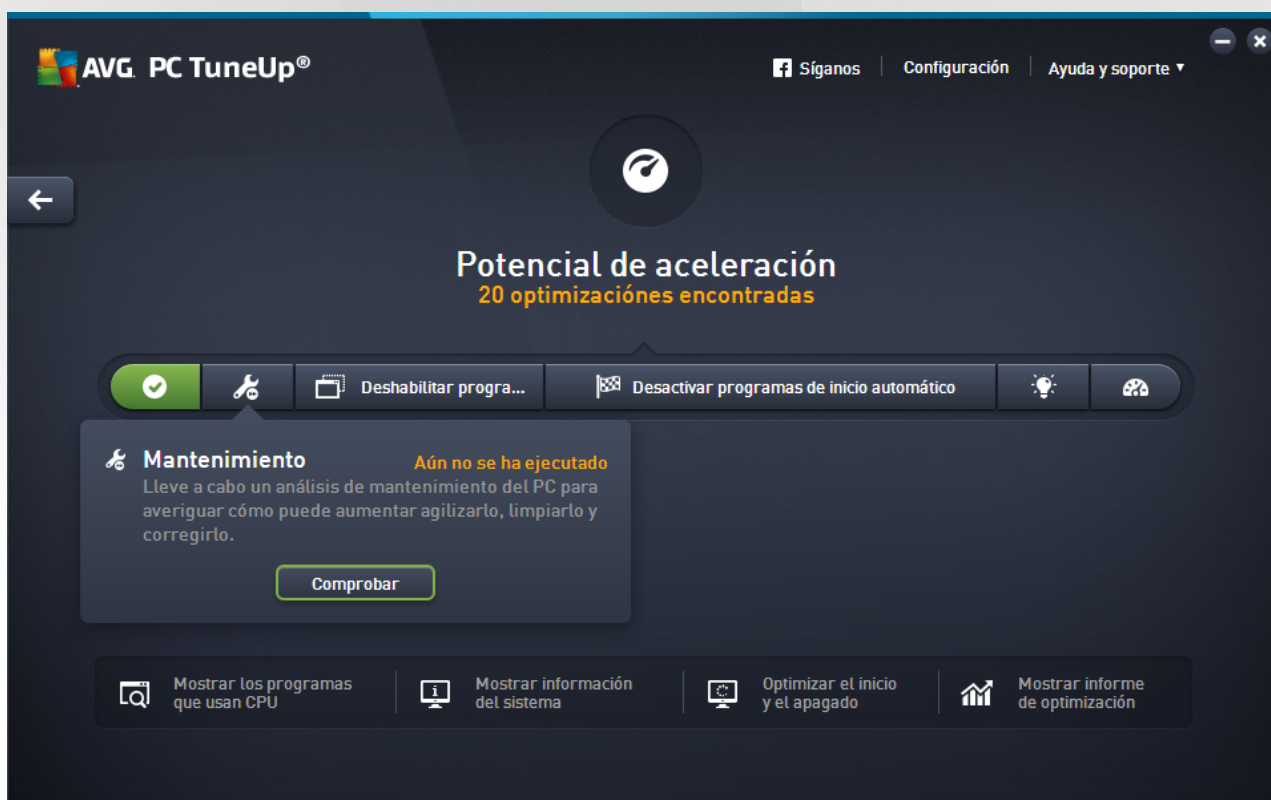 AVG. PC TuneUp®
Síganos
Configuración
Ayuda y soporte
Potencial de aceleración
20 optimizaciónes encontradas
Deshabilitar progra...
Desactivar programas de inicio automático
Mantenimiento
Aún no se ha ejecutado
Lleve a cabo un análisis de mantenimiento del PC para
averiguar cómo puede aumentar agilizarlo, limpiarlo y
corregirlo.
Comprobar
Mostrar los programas
que usan CPU
Mostrar información
del sistema
Optimizar el inicio
y el apagado
Mostrar informe
de optimización